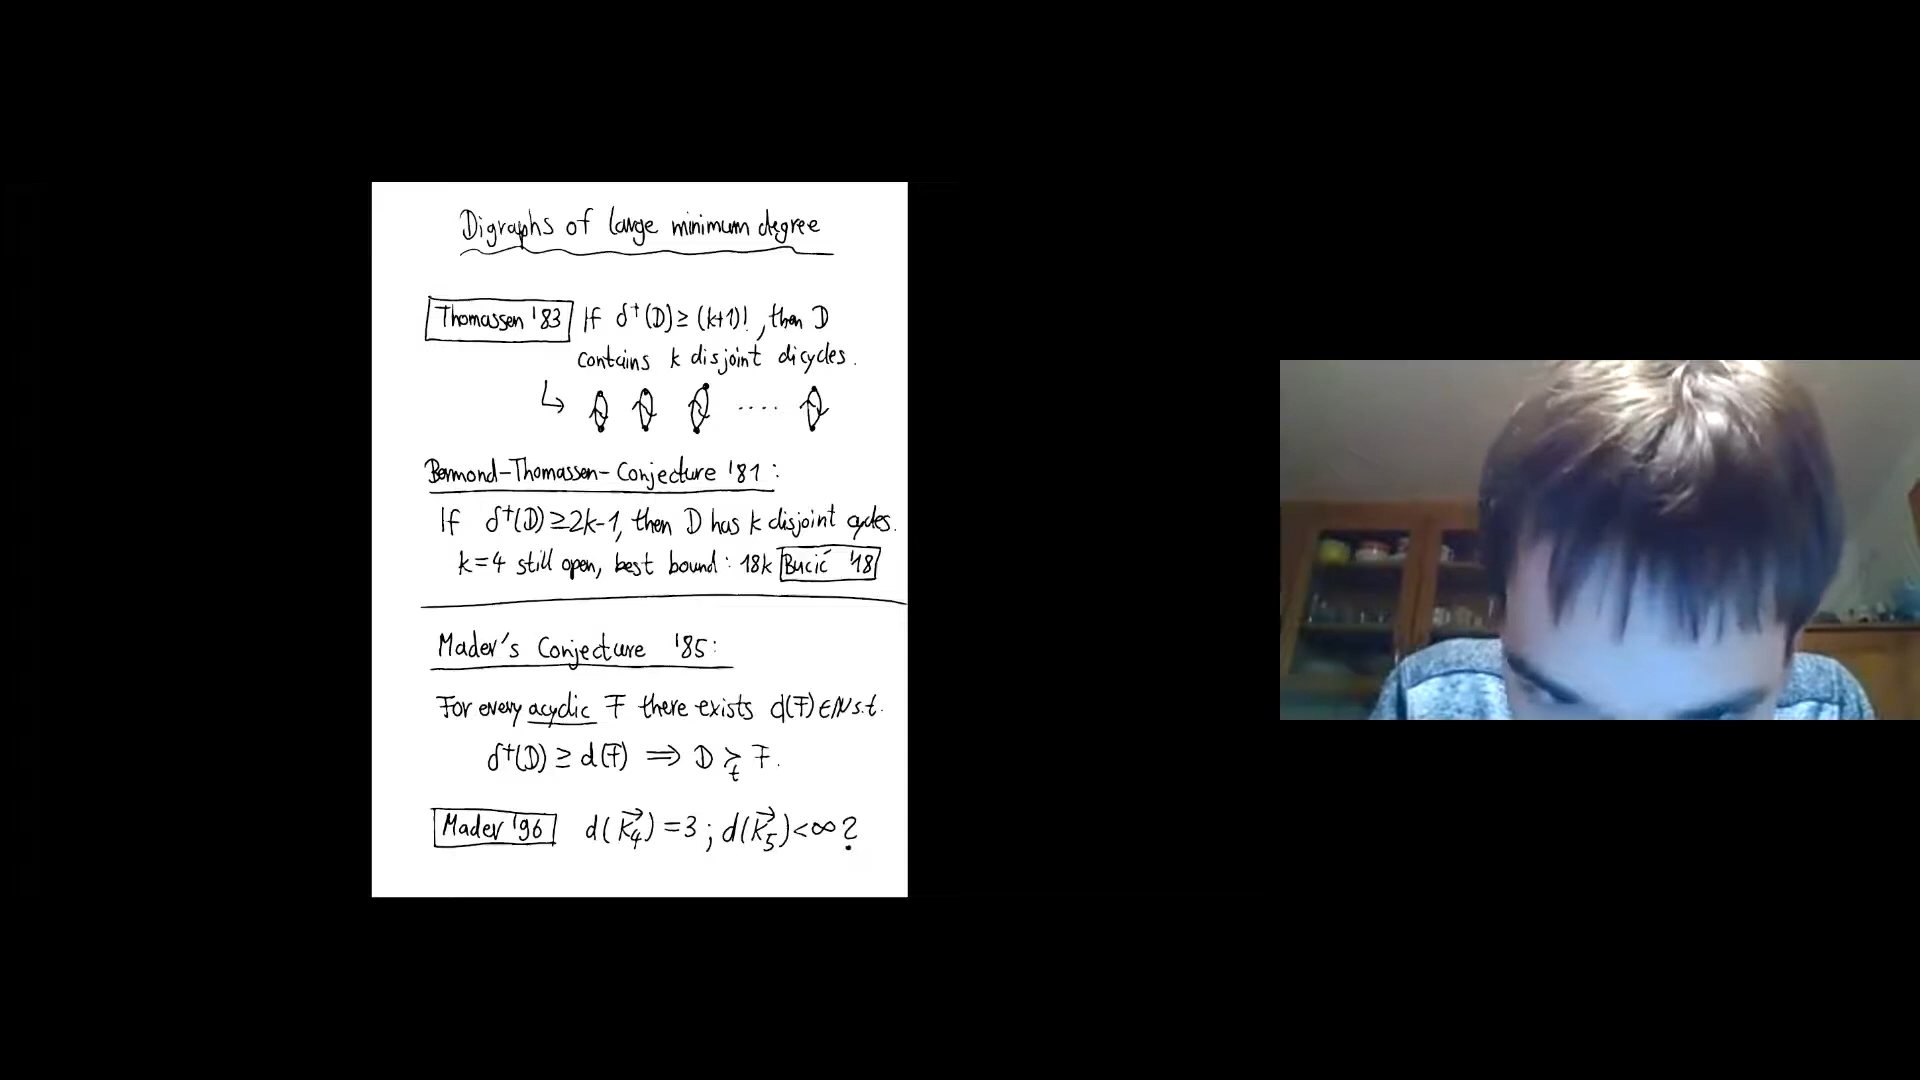 Digraphs of large minimum degree
Thomassen '83 If δ⁺(D) ≥ (k+1)!, then D
contains k disjoint dicycles.
Bermond-Thomassen-Conjecture '81:
If δ⁺(D) ≥ 2k-1, then D has k disjoint cycles.
k=4 still open, best bound: 18k Bucić '18
Mader's Conjecture '85:
For every acyclic F there exists d(F) ∈ ℕ s.t.
δ⁺(D) ≥ d(F) ⟹ D ≽ₜ F.
Mader '96 d(K⃗₄) = 3; d(K⃗₅) < ∞ ?